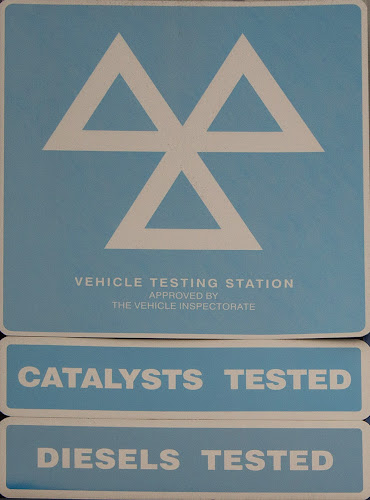 VEHICLE TESTING STATION
APPROVED BY
THE VEHICLE INSPECTORATE
CATALYSTS TESTED
DIESELS TESTED